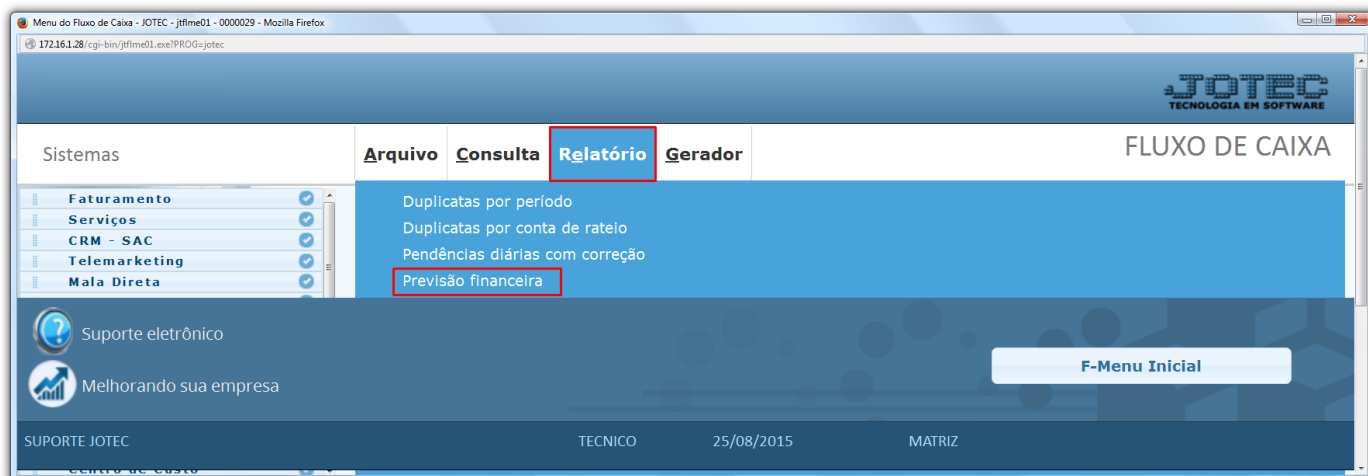 Menu do Fluxo de Caixa - JOTEC - jtflme01 - 0000029 - Mozilla Firefox
172.16.1.28/cgi-bin/jtflme01.exe?PROG=jotec
JOTEC
TECNOLOGIA EM SOFTWARE
Sistemas
Arquivo Consulta Relatório Gerador
FLUXO DE CAIXA
Faturamento
Serviços
CRM - SAC
Telemarketing
Mala Direta
Duplicatas por período
Duplicatas por conta de rateio
Pendências diárias com correção
Previsão financeira
Suporte eletrônico
Melhorando sua empresa
F-Menu Inicial
SUPORTE JOTEC TECNICO 25/08/2015 MATRIZ
Centro de Custo